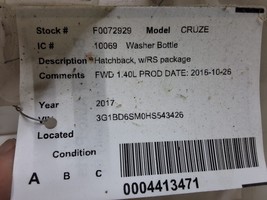 Stock # F0072929 Model CRUZE
IC # 10069 Washer Bottle
Description Hatchback, w/RS package
Comments FWD 1.40L PROD DATE: 2016-10-26
Year 2017
3G1BD6SM0HS543426
Located
Condition
A B C
0004413471